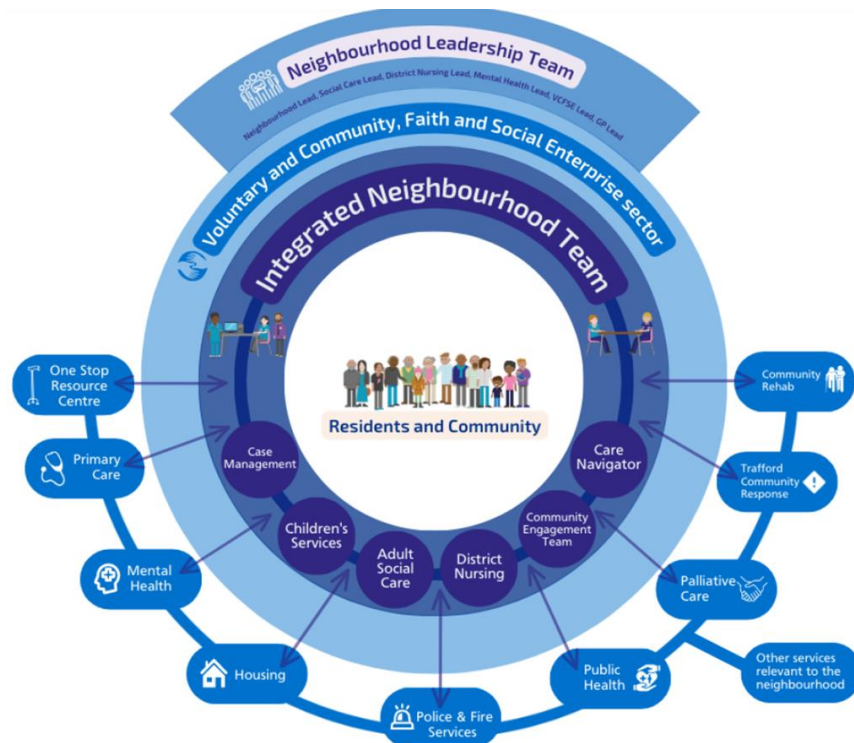 Neighbourhood Leadership Team
Neighbourhood Lead, Social Care Lead, District Nursing Lead, Mental Health Lead, VCFSE Lead, GP Lead
Voluntary and Community, Faith and Social Enterprise sector
Integrated Neighbourhood Team
Residents and Community
One Stop
Resource
Centre
Primary
Care
Mental
Health
Housing
Police & Fire
Services
Public
Health
Palliative
Care
Other services
relevant to the
neighbourhood
Trafford
Community
Response
Community
Rehab
Case
Management
Children's
Services
Adult
Social
Care
District
Nursing
Community
Engagement
Team
Care
Navigator